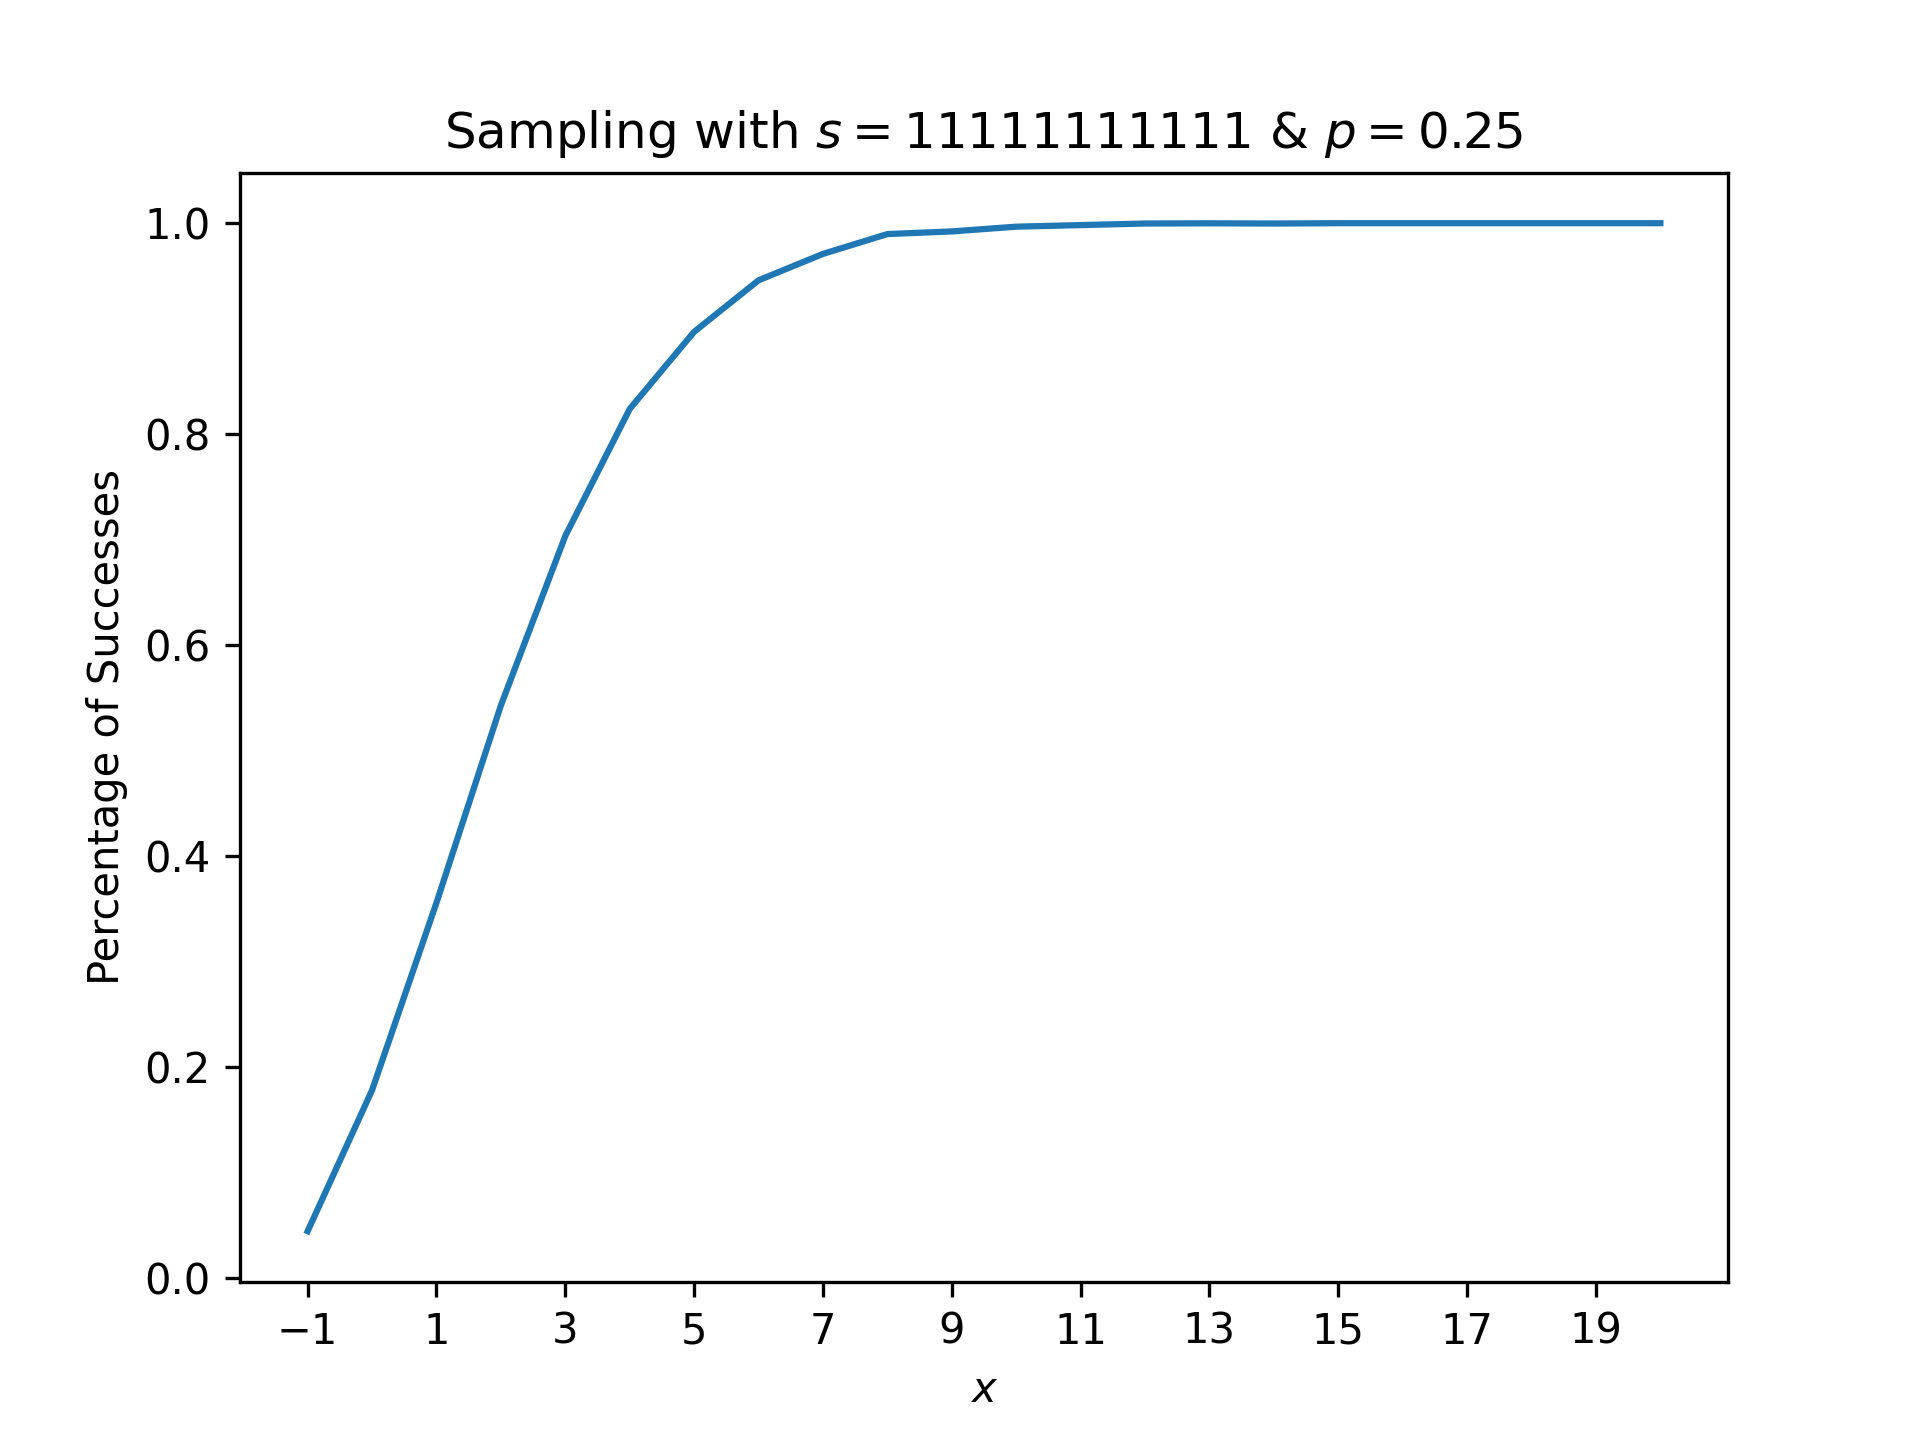 Sampling with s = 11111111111 & p = 0.25
1.0
0.8
0.6
0.4
0.2
0.0
Percentage of Successes
−1 1 3 5 7 9 11 13 15 17 19
x